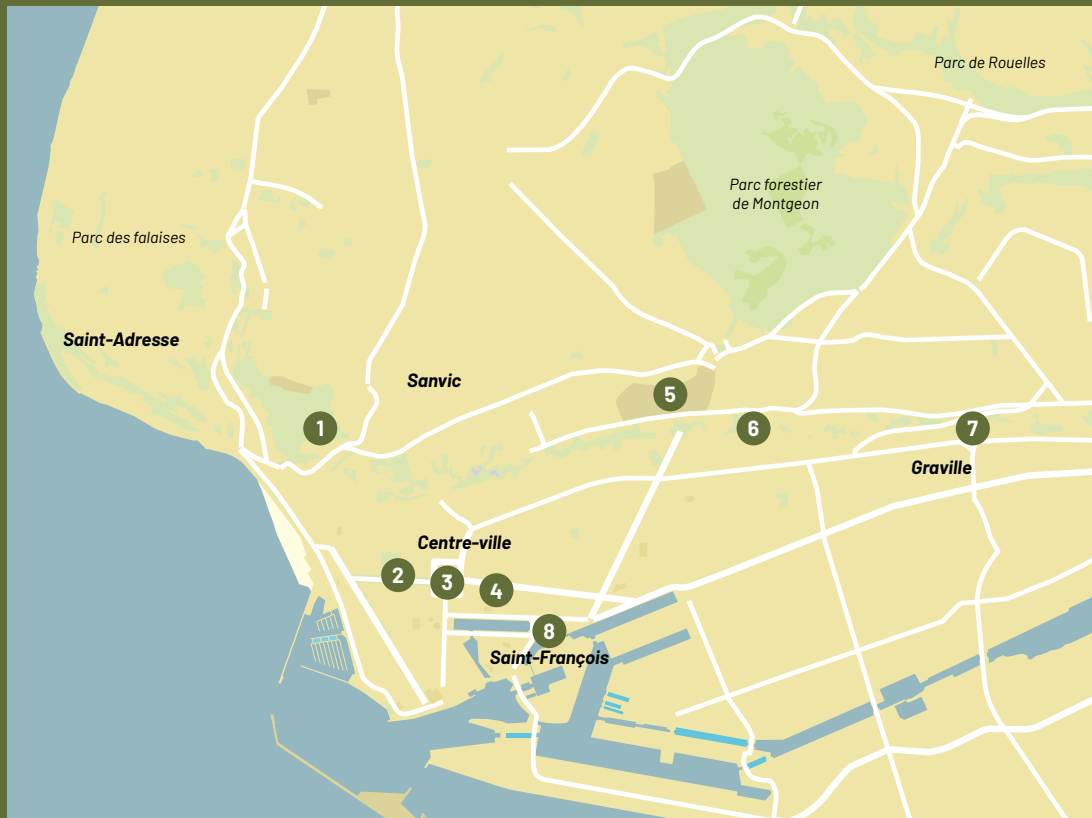 Parc de Rouelles
Parc forestier
de Montgeon
Parc des falaises
Saint-Adresse
Sanvic
5
1
6
7
Graville
Centre-ville
2
3
4
8
Saint-François